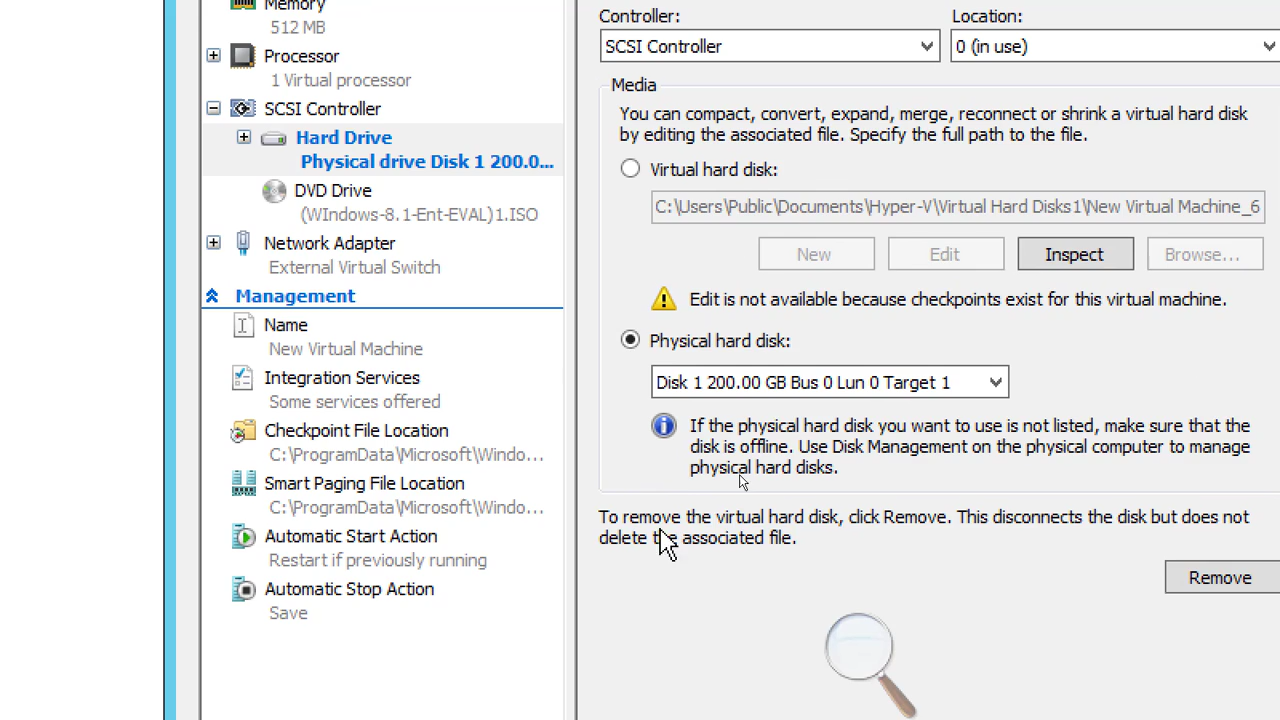 Memory
512 MB
Processor
1 Virtual processor
SCSI Controller
Hard Drive
Physical drive Disk 1 200.0...
DVD Drive
(WIndows-8.1-Ent-EVAL)1.ISO
Network Adapter
External Virtual Switch
Management
Name
New Virtual Machine
Integration Services
Some services offered
Checkpoint File Location
C:\ProgramData\Microsoft\Windo...
Smart Paging File Location
C:\ProgramData\Microsoft\Windo...
Automatic Start Action
Restart if previously running
Automatic Stop Action
Save
Controller:
Location:
SCSI Controller
0 (in use)
Media
You can compact, convert, expand, merge, reconnect or shrink a virtual hard disk
by editing the associated file. Specify the full path to the file.
Virtual hard disk:
C:\Users\Public\Documents\Hyper-V\Virtual Hard Disks1\New Virtual Machine_6
New
Edit
Inspect
Browse...
Edit is not available because checkpoints exist for this virtual machine.
Physical hard disk:
Disk 1 200.00 GB Bus 0 Lun 0 Target 1
If the physical hard disk you want to use is not listed, make sure that the
disk is offline. Use Disk Management on the physical computer to manage
physical hard disks.
To remove the virtual hard disk, click Remove. This disconnects the disk but does not
delete the associated file.
Remove